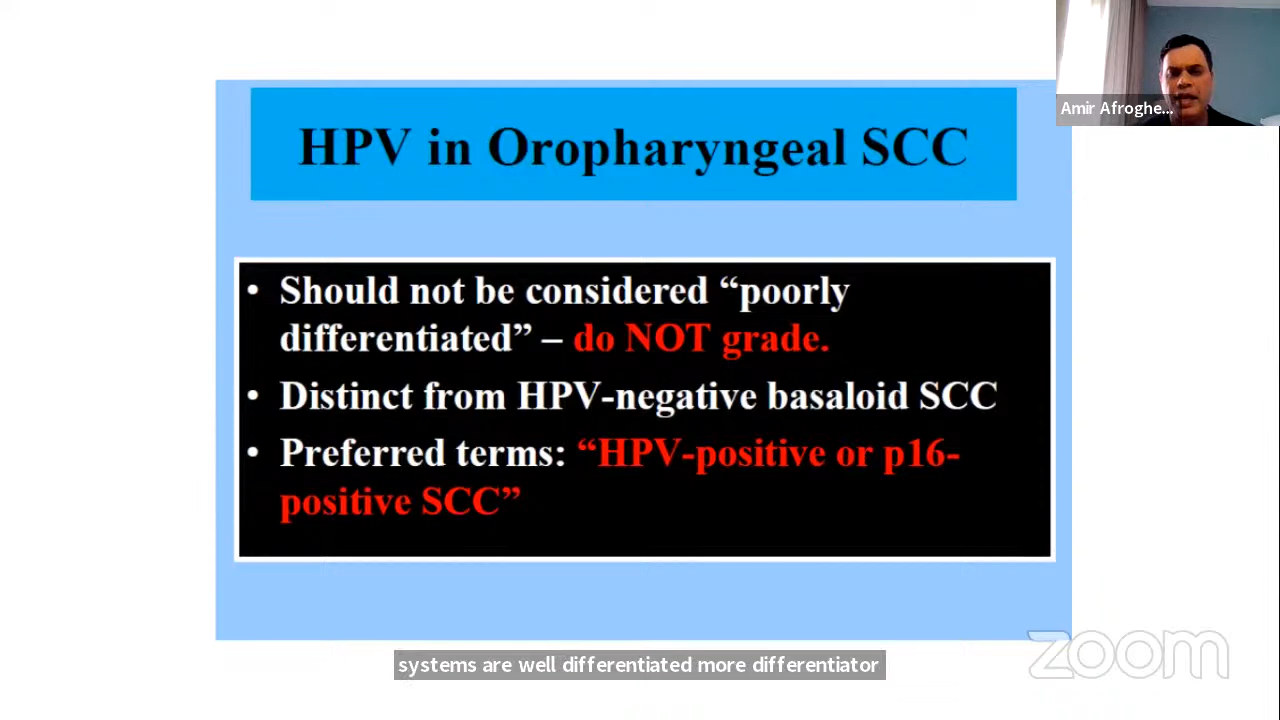 HPV in Oropharyngeal SCC
Amir Afroghe...
• Should not be considered “poorly
differentiated” – do NOT grade.
• Distinct from HPV-negative basaloid SCC
• Preferred terms: “HPV-positive or p16-
positive SCC”
systems are well differentiated more differentiator
zoom